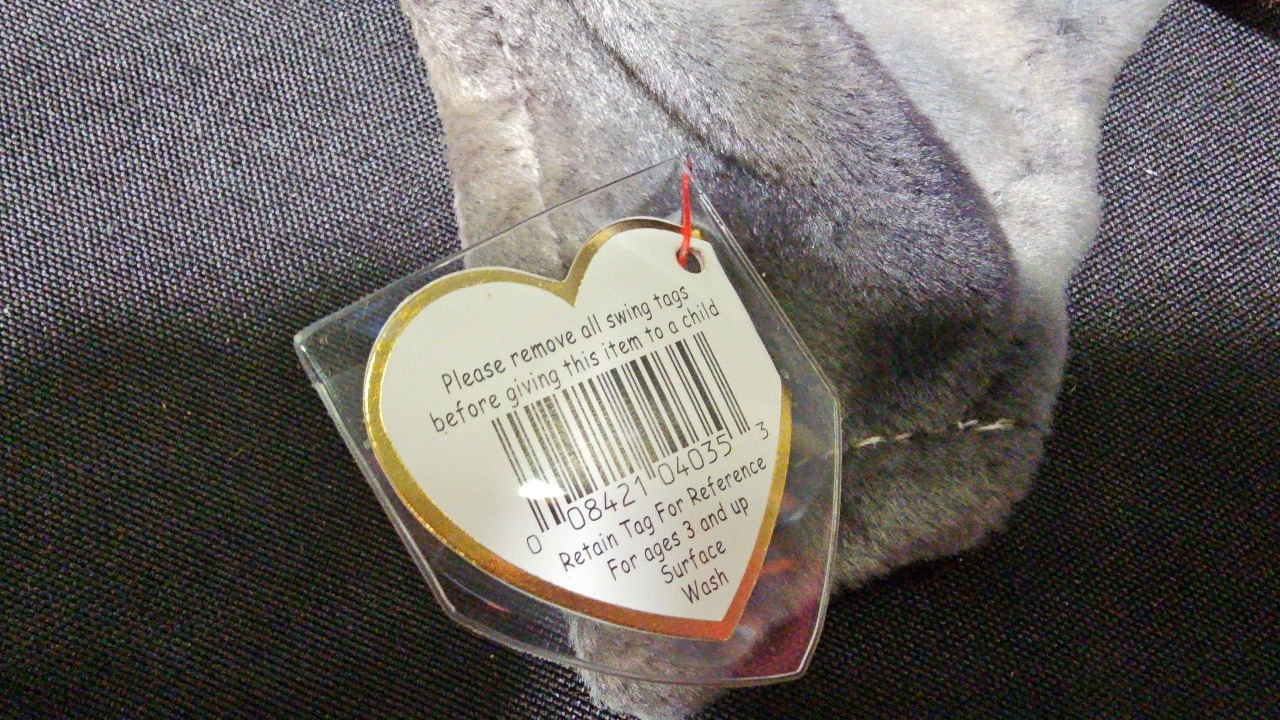 Please remove all swing tags
before giving this item to a child
0 08421 04035 3
Retain Tag For Reference
For ages 3 and up
Surface
Wash